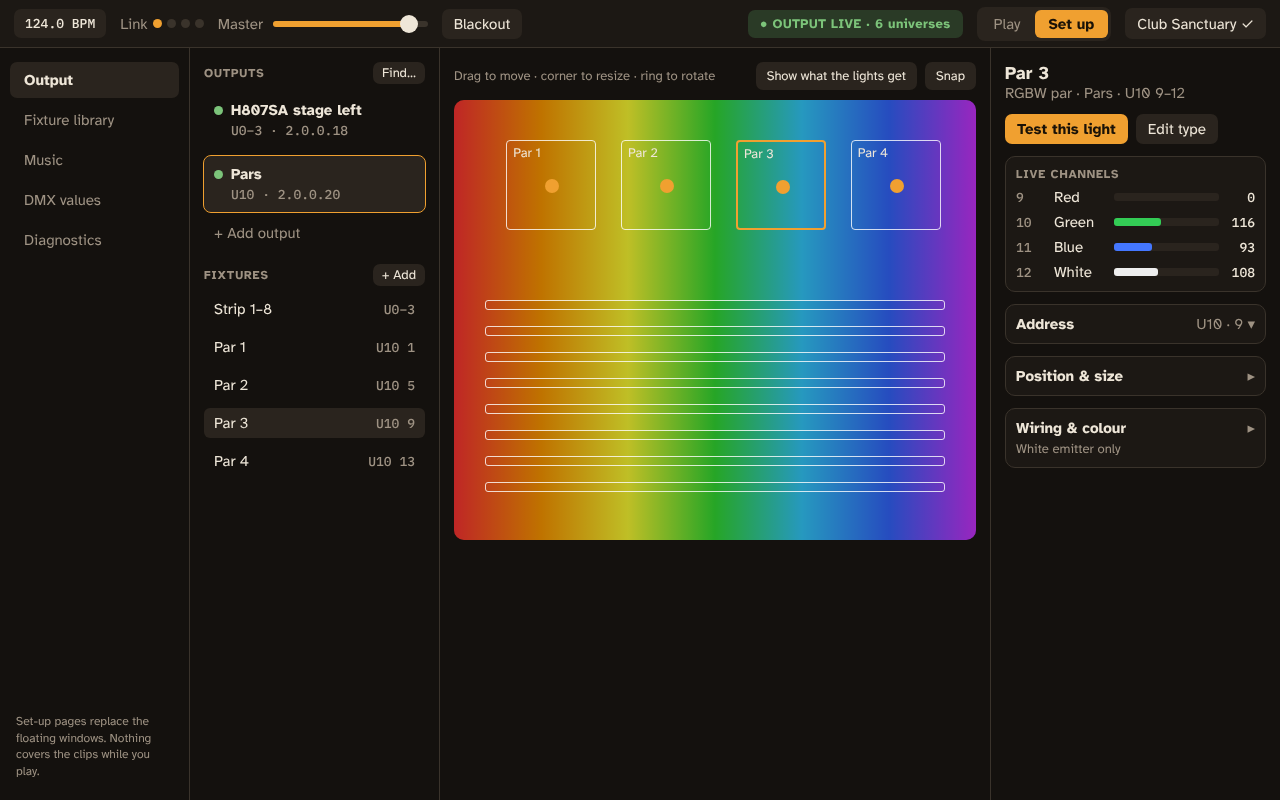 124.0 BPM
Link
Master
Blackout
OUTPUT LIVE · 6 universes
Play
Set up
Club Sanctuary ✓
Output
Fixture library
Music
DMX values
Diagnostics
Set-up pages replace the
floating windows. Nothing
covers the clips while you
play.
OUTPUTS
Find...
H807SA stage left
U0–3 · 2.0.0.18
Pars
U10 · 2.0.0.20
+ Add output
FIXTURES
+ Add
Strip 1–8 U0–3
Par 1 U10 1
Par 2 U10 5
Par 3 U10 9
Par 4 U10 13
Drag to move · corner to resize · ring to rotate
Show what the lights get
Snap
Par 1
Par 2
Par 3
Par 4
Par 3
RGBW par · Pars · U10 9–12
Test this light
Edit type
LIVE CHANNELS
9 Red 0
10 Green 116
11 Blue 93
12 White 108
Address U10 · 9 ▾
Position & size ▸
Wiring & colour ▸
White emitter only